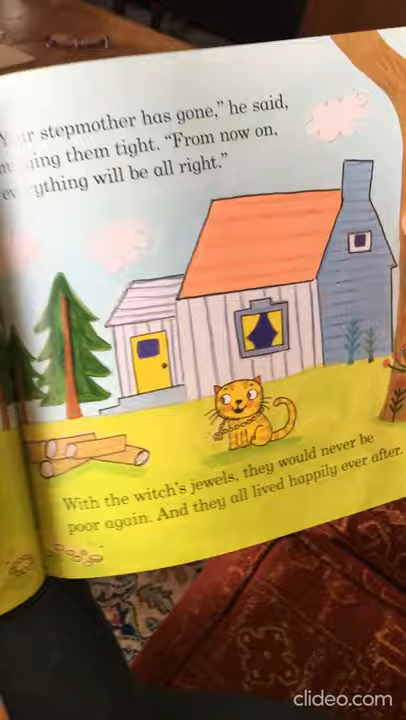 stepmother has gone,” he said,
them tight. “From now on,
everything will be all right.”
With the witch’s jewels, they would never be
poor again. And they all lived happily ever after.
clideo.com